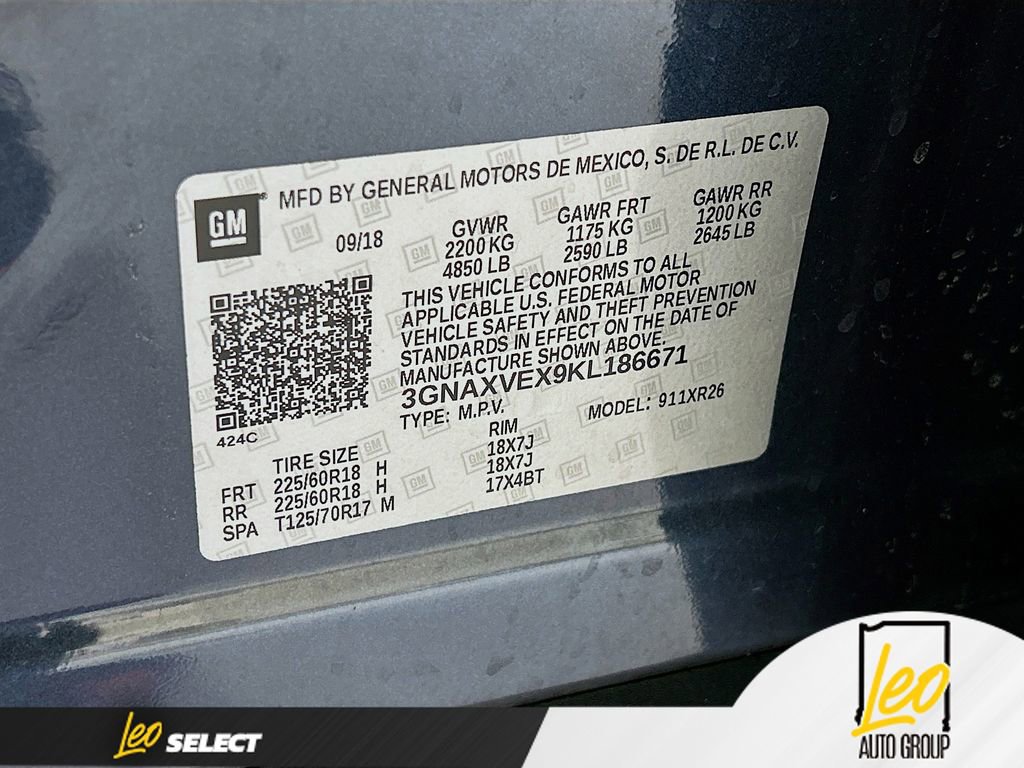 GM
MFD BY GENERAL MOTORS DE MEXICO, S. DE R.L. DE C.V.
09/18
GVWR
2200 KG
4850 LB
GAWR FRT
1175 KG
2590 LB
GAWR RR
1200 KG
2645 LB
THIS VEHICLE CONFORMS TO ALL
APPLICABLE U.S. FEDERAL MOTOR
VEHICLE SAFETY AND THEFT PREVENTION
STANDARDS IN EFFECT ON THE DATE OF
MANUFACTURE SHOWN ABOVE.
3GNAXVEX9KL186671
TYPE: M.P.V. MODEL: 911XR26
424C
TIRE SIZE RIM
FRT 225/60R18 H 18X7J
RR 225/60R18 H 18X7J
SPA T125/70R17 M 17X4BT
Leo SELECT
Leo
AUTO GROUP